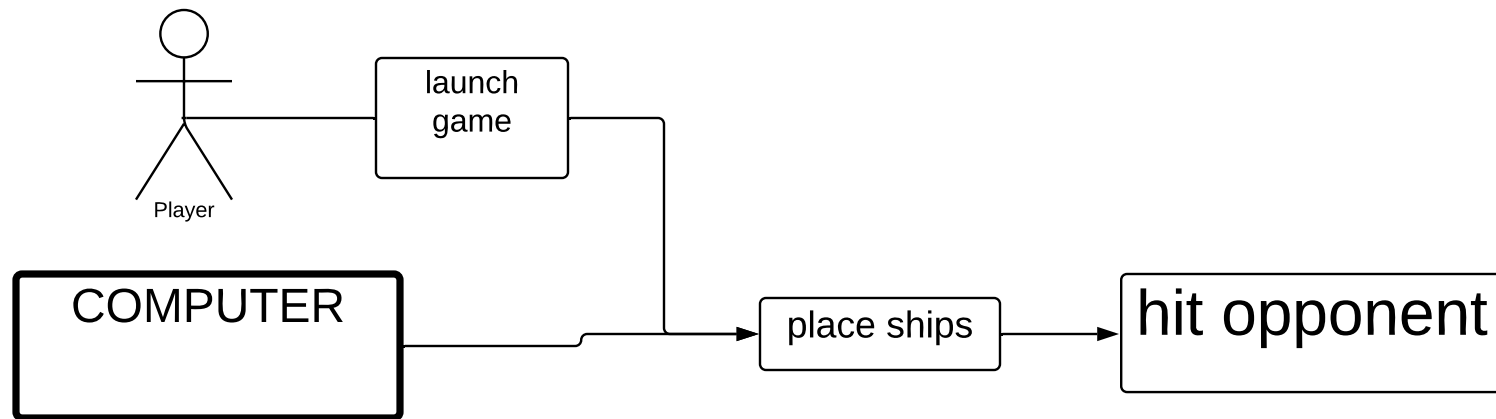 launch
game
Player
COMPUTER
place ships
hit opponent